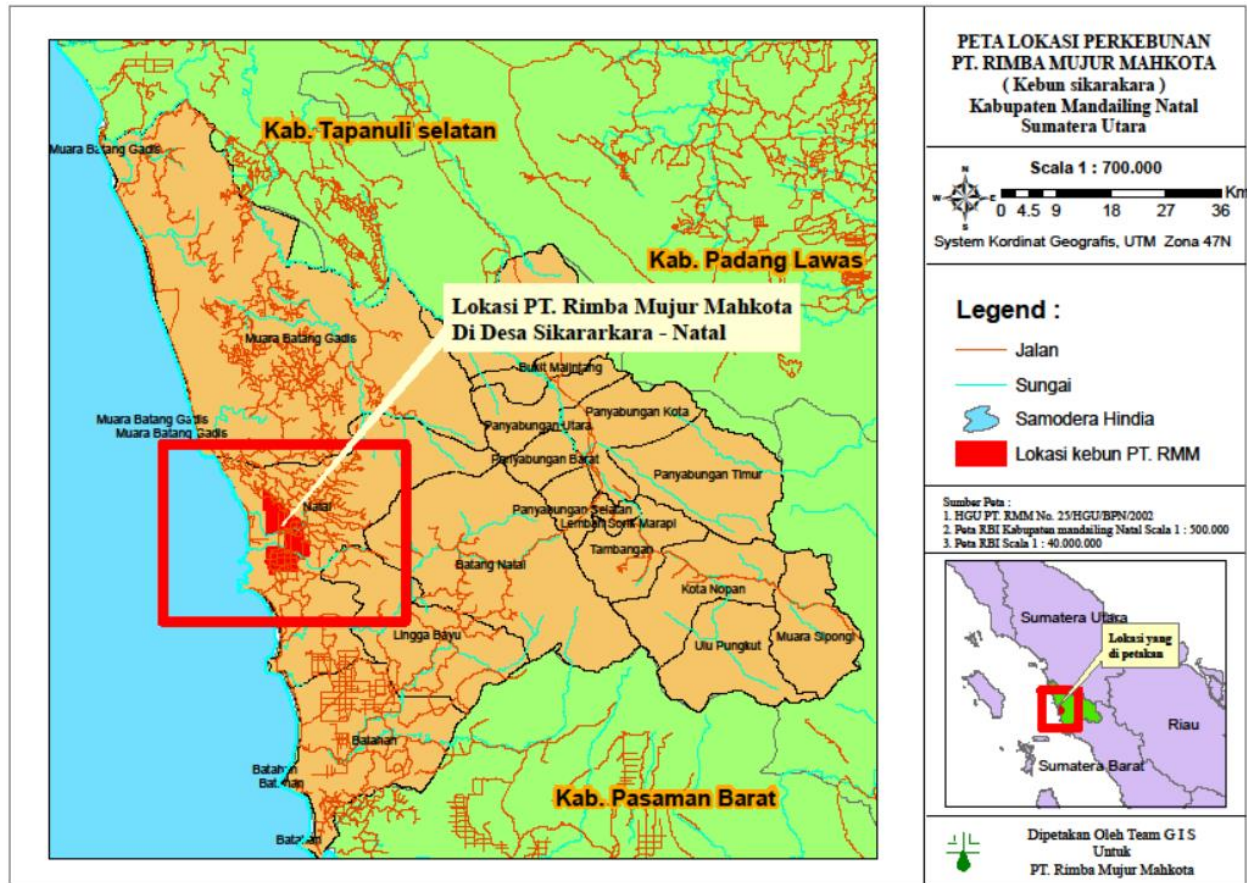 Kab. Tapanuli selatan
Muara Batang Gadis
Kab. Padang Lawas
Lokasi PT. Rimba Mujur Mahkota
Di Desa Sikararkara - Natal
Muara Batang Gadis
Bukit Malintang
Panyabungan Kota
Muara Batang Gadis
Panyabungan Utara
Muara Batang Gadis
Panyabungan Barat
Panyabungan Timur
Natal
Panyabungan Selatan
Lembah Sorik Marapi
Tambangan
Batang Natal
Kota Nopan
Lingga Bayu
Muara Sipongi
Ulu Pungkut
Batahan
Batahan
Batahan
Kab. Pasaman Barat
Batahan
PETA LOKASI PERKEBUNAN
PT. RIMBA MUJUR MAHKOTA
( Kebun sikarakara )
Kabupaten Mandailing Natal
Sumatera Utara
Scala 1 : 700.000
N
W E
S
Km
0 4.5 9 18 27 36
System Kordinat Geografis, UTM Zona 47N
Legend :
Jalan
Sungai
Samodera Hindia
Lokasi kebun PT. RMM
Sumber Peta :
1. HGU PT. RMM No. 25/HGU/BPN/2002
2. Peta RBI Kabupaten mandailing Natal Scala 1 : 500.000
3. Peta RBI Scala 1 : 40.000.000
Sumatera Utara
Lokasi yang
di petakan
Riau
Sumatera Barat
Dipetakan Oleh Team G I S
Untuk
PT. Rimba Mujur Mahkota